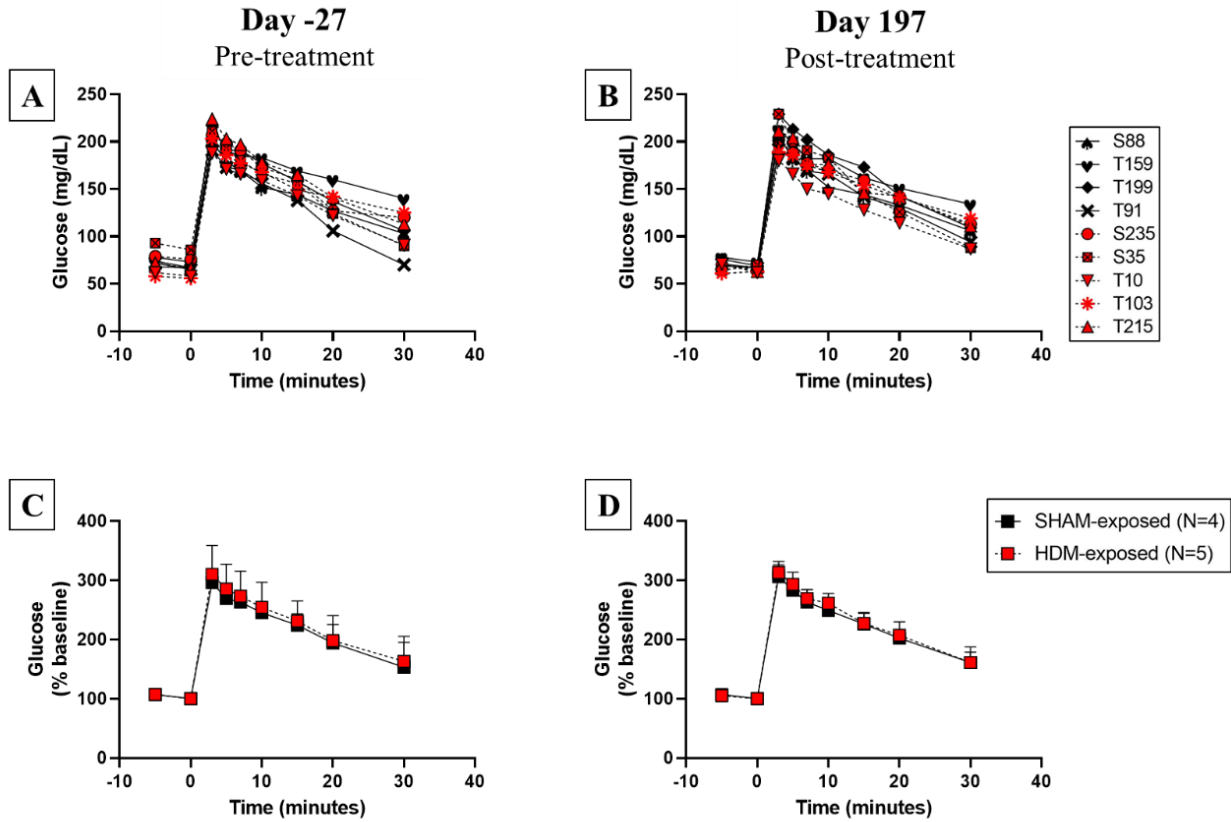 Day -27
Pre-treatment
Day 197
Post-treatment
A
250
200
150
100
50
0
Glucose (mg/dL)
-10 0 10 20 30 40
Time (minutes)
B
250
200
150
100
50
0
Glucose (mg/dL)
-10 0 10 20 30 40
Time (minutes)
S88
T159
T199
T91
S235
S35
T10
T103
T215
C
400
300
200
100
0
Glucose
(% baseline)
-10 0 10 20 30 40
Time (minutes)
D
400
300
200
100
0
Glucose
(% baseline)
-10 0 10 20 30 40
Time (minutes)
SHAM-exposed (N=4)
HDM-exposed (N=5)